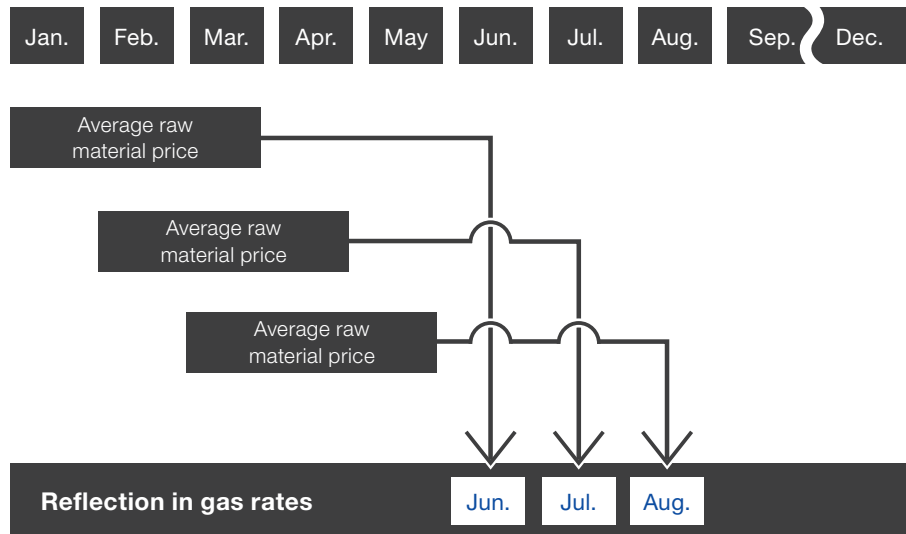 Jan. Feb. Mar. Apr. May Jun. Jul. Aug. Sep. Dec.
Average raw
material price
Average raw
material price
Average raw
material price
Reflection in gas rates Jun. Jul. Aug.